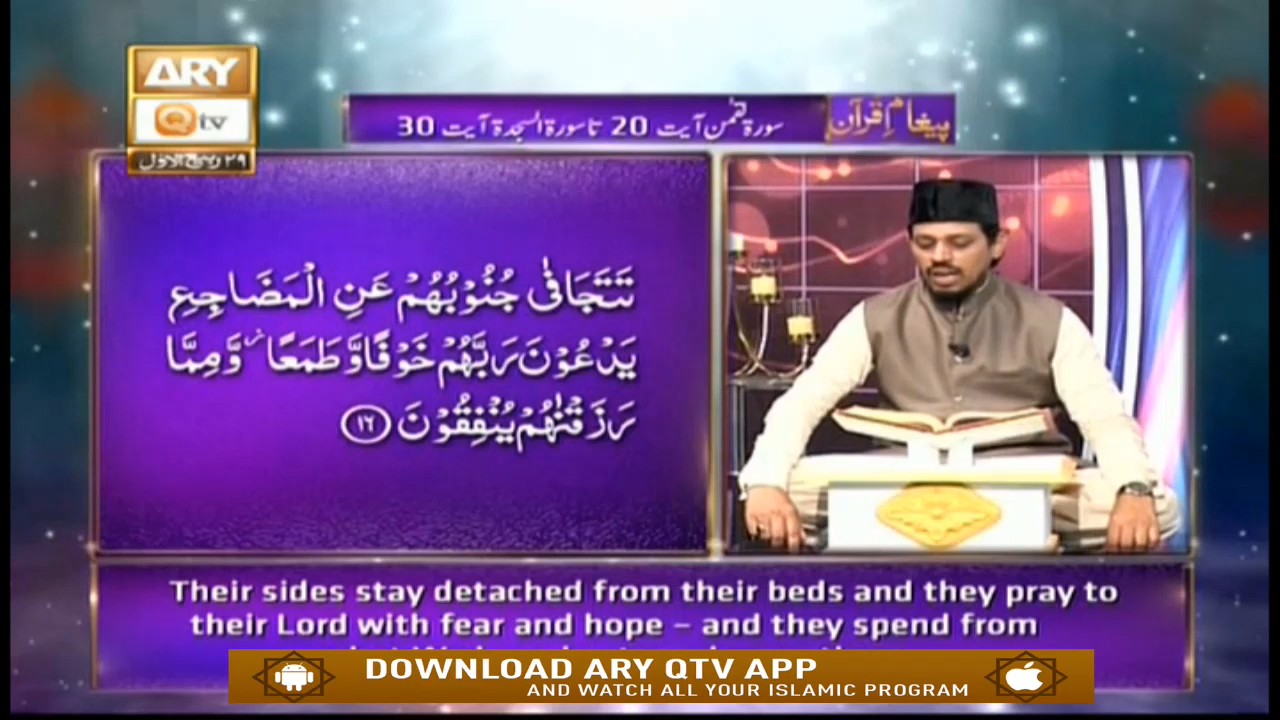 ARY
Qtv
۲۹ ربیع الاول
پیغام قرآن
سورۃ لقمٰن آیت 20 تا سورۃ السجدۃ آیت 30
تَتَجَافٰى جُنُوْبُهُمْ عَنِ الْمَضَاجِعِ
يَدْعُوْنَ رَبَّهُمْ خَوْفًا وَّطَمَعًا ۡ وَّمِمَّا
رَزَقْنٰهُمْ يُنْفِقُوْنَ ۱۶
Their sides stay detached from their beds and they pray to
their Lord with fear and hope – and they spend from
DOWNLOAD ARY QTV APP
AND WATCH ALL YOUR ISLAMIC PROGRAM